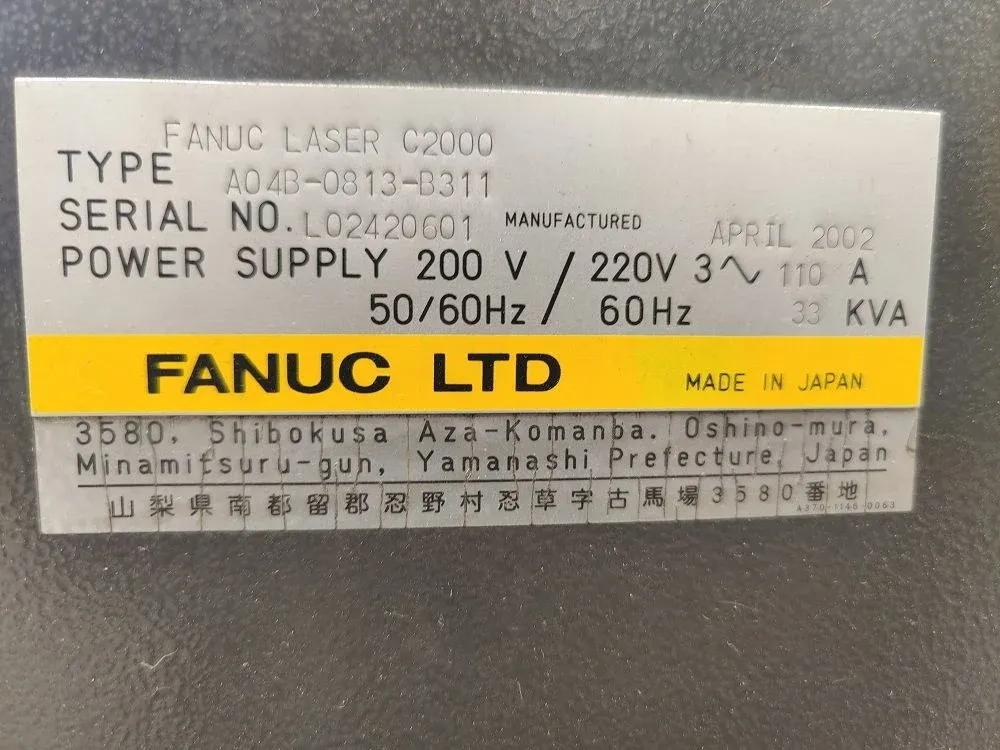 FANUC LASER C2000
TYPE A04B-0813-B311
SERIAL NO. L02420601 MANUFACTURED APRIL 2002
POWER SUPPLY 200 V / 220V 3∿ 110 A
50/60Hz / 60Hz 33 KVA
FANUC LTD MADE IN JAPAN
3580, Shibokusa Aza-Komanba. Oshino-mura,
Minamitsuru-gun, Yamanashi Prefecture, Japan
山梨県南都留郡忍野村忍草字古馬場3580番地
A370-1146-0063